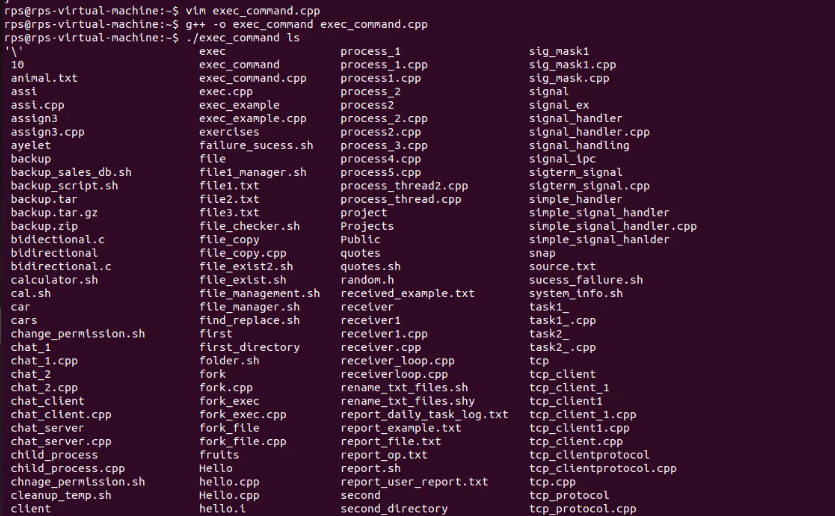 rps@rps-virtual-machine:~$ vim exec_command.cpp
rps@rps-virtual-machine:~$ g++ -o exec_command exec_command.cpp
rps@rps-virtual-machine:~$ ./exec_command ls
'\' exec process_1 sig_mask1
10 exec_command process_1.cpp sig_mask1.cpp
animal.txt exec_command.cpp process1.cpp sig_mask.cpp
assi exec.cpp process_2 signal
assi.cpp exec_example process2 signal_ex
assign3 exec_example.cpp process_2.cpp signal_handler
assign3.cpp exercises process2.cpp signal_handler.cpp
ayelet failure_sucess.sh process_3.cpp signal_handling
backup file process4.cpp signal_ipc
backup_sales_db.sh file1_manager.sh process5.cpp sigterm_signal
backup_script.sh file1.txt process_thread2.cpp sigterm_signal.cpp
backup.tar file2.txt process_thread.cpp simple_handler
backup.tar.gz file3.txt project simple_signal_handler
backup.zip file_checker.sh Projects simple_signal_handler.cpp
bidiectional.c file_copy Public simple_signal_hanlder
bidirectional file_copy.cpp quotes snap
bidirectional.c file_exist2.sh quotes.sh source.txt
calculator.sh file_exist.sh random.h sucess_failure.sh
cal.sh file_management.sh received_example.txt system_info.sh
car file_manager.sh receiver task1_
cars find_replace.sh receiver1 task1_.cpp
change_permission.sh first receiver1.cpp task2_
chat_1 first_directory receiver.cpp task2_.cpp
chat_1.cpp folder.sh receiver_loop.cpp tcp
chat_2 fork receiverloop.cpp tcp_client
chat_2.cpp fork.cpp rename_txt_files.sh tcp_client_1
chat_client fork_exec rename_txt_files.shy tcp_client1
chat_client.cpp fork_exec.cpp report_daily_task_log.txt tcp_client_1.cpp
chat_server fork_file report_example.txt tcp_client1.cpp
chat_server.cpp fork_file.cpp report_file.txt tcp_client.cpp
child_process fruits report_op.txt tcp_clientprotocol
child_process.cpp Hello report.sh tcp_clientprotocol.cpp
chnage_permission.sh hello.cpp report_user_report.txt tcp.cpp
cleanup_temp.sh Hello.cpp second tcp_protocol
client hello.i second_directory tcp_protocol.cpp